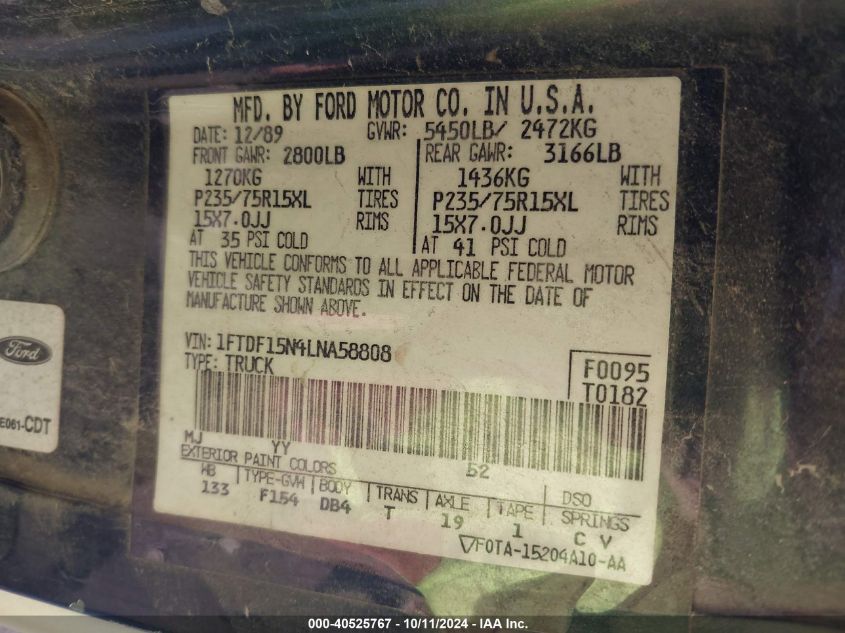 MFD. BY FORD MOTOR CO. IN U.S.A.
DATE: 12/89 GVWR: 5450LB/ 2472KG
FRONT GAWR: 2800LB REAR GAWR: 3166LB
1270KG WITH 1436KG WITH
P235/75R15XL TIRES P235/75R15XL TIRES
15X7.0JJ RIMS 15X7.0JJ RIMS
AT 35 PSI COLD AT 41 PSI COLD
THIS VEHICLE CONFORMS TO ALL APPLICABLE FEDERAL MOTOR
VEHICLE SAFETY STANDARDS IN EFFECT ON THE DATE OF
MANUFACTURE SHOWN ABOVE.
VIN: 1FTDF15N4LNA58808
TYPE: TRUCK
F0095
T0182
MJ YY 52
EXTERIOR PAINT COLORS DSO
WB TYPE-GVW BODY TRANS AXLE TAPE SPRINGS
133 F154 DB4 T 19 1 C V
F0TA-15204A10-AA
Ford
E061-CDT
000-40525767 - 10/11/2024 - IAA Inc.